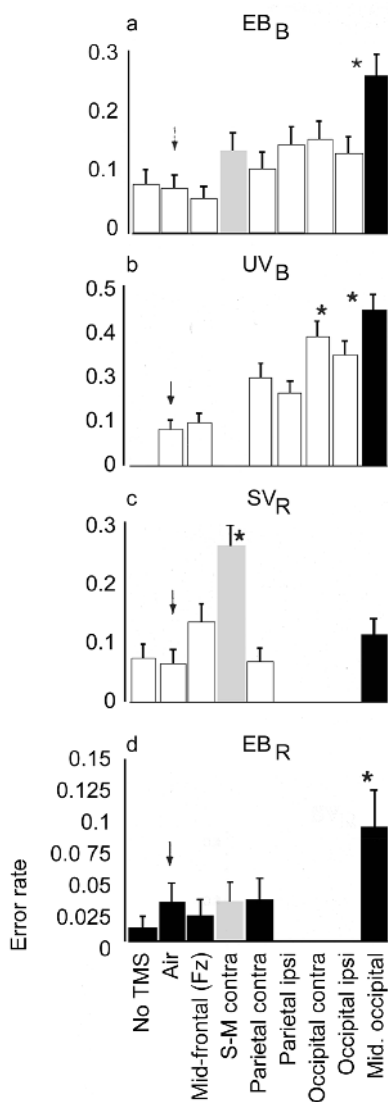 a EB B
0.3
*
0.2
0.1
0
b UV B
0.5
* *
0.4
0.3
0.1
0
c SV R
0.3
*
0.2
0.1
0
d EB R
0.15
*
0.125
0.1
0.0 75
0.05
0.025
0
Error rate
No TMS
Air
Mid-frontal (Fz)
S-M contra
Parietal contra
Parietal ipsi
Occipital contra
Occipital ipsi
Mid. occipital